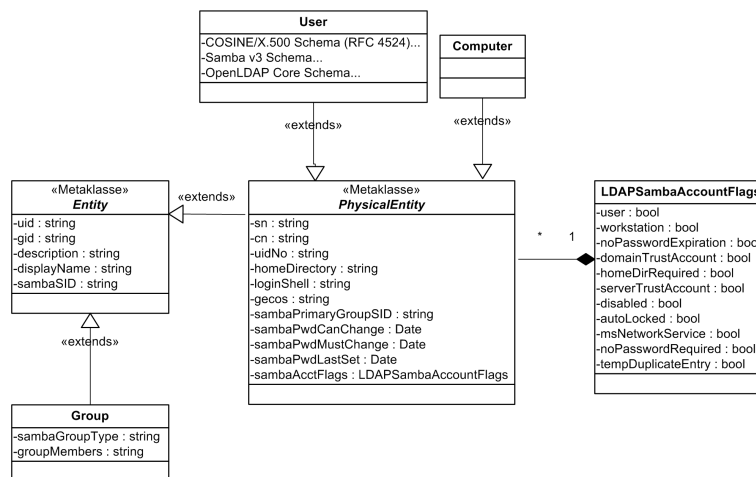 User
-COSINE/X.500 Schema (RFC 4524)...
-Samba v3 Schema...
-OpenLDAP Core Schema...
Computer
«extends»
«extends»
«Metaklasse»
Entity
-uid : string
-gid : string
-description : string
-displayName : string
-sambaSID : string
«extends»
«Metaklasse»
PhysicalEntity
-sn : string
-cn : string
-uidNo : string
-homeDirectory : string
-loginShell : string
-gecos : string
-sambaPrimaryGroupSID : string
-sambaPwdCanChange : Date
-sambaPwdMustChange : Date
-sambaPwdLastSet : Date
-sambaAcctFlags : LDAPSambaAccountFlags
* 1
LDAPSambaAccountFlags
-user : bool
-workstation : bool
-noPasswordExpiration : boo
-domainTrustAccount : bool
-homeDirRequired : bool
-serverTrustAccount : bool
-disabled : bool
-autoLocked : bool
-msNetworkService : bool
-noPasswordRequired : bool
-tempDuplicateEntry : bool
«extends»
Group
-sambaGroupType : string
-groupMembers : string